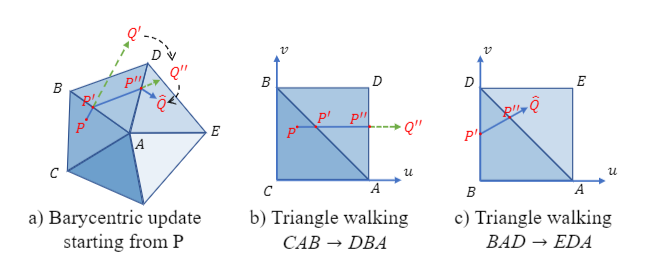 Q'
D
Q''
P''
B
P'
Q̂
P
A
E
C
a) Barycentric update
starting from P
v
B
D
P
P'
P''
Q''
u
C
A
b) Triangle walking
CAB → DBA
v
D
E
P''
Q̂
P'
u
B
A
c) Triangle walking
BAD → EDA